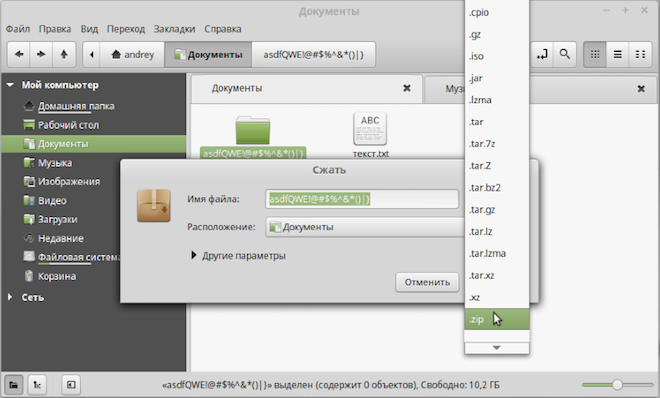 Документы
Файл Правка Вид Переход Закладки Справка
andrey Документы asdfQWE!@#$%^&*()|}
Мой компьютер
Домашняя папка
Рабочий стол
Документы
Музыка
Изображения
Видео
Загрузки
Недавние
Файловая система
Корзина
Сеть
Документы
Муз
asdfQWE!@#$%^&*()|}
ABC
текст.txt
Сжать
Имя файла: asdfQWE!@#$%^&*()|}
Расположение: Документы
Другие параметры
Отменить
.cpio
.gz
.iso
.jar
.lzma
.tar
.tar.7z
.tar.Z
.tar.bz2
.tar.gz
.tar.lz
.tar.lzma
.tar.xz
.xz
.zip
«asdfQWE!@#$%^&*()|}» выделен (содержит 0 объектов), Свободно: 10,2 ГБ